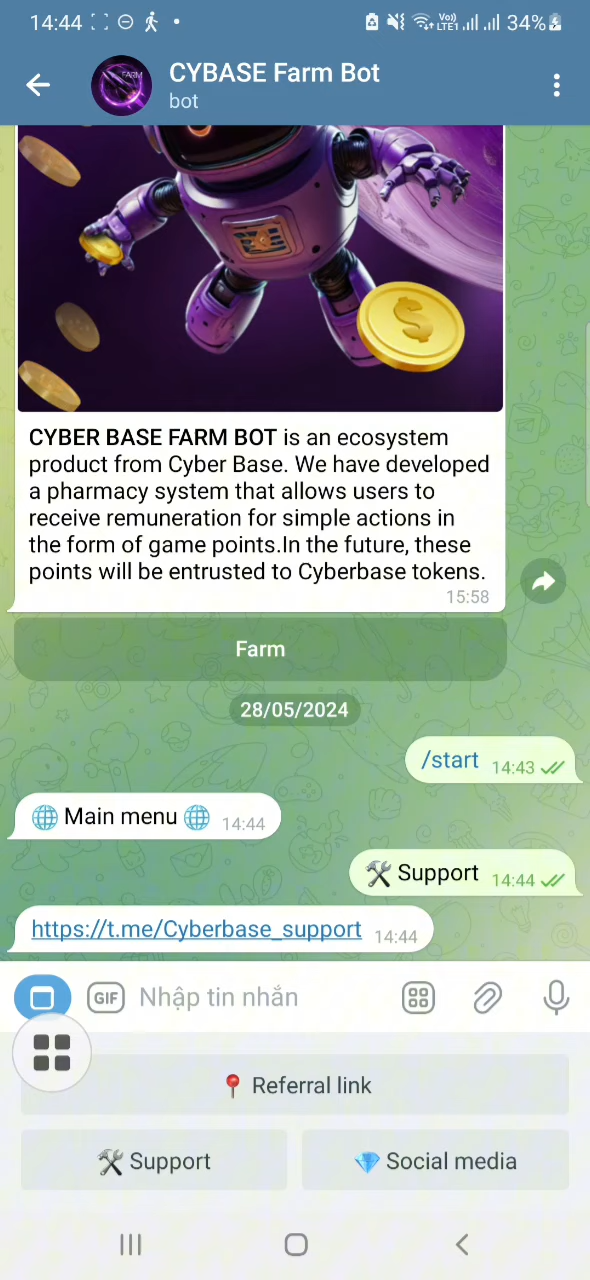 14:44
Vo))
LTE1
34%
FARM
CYBASE Farm Bot
bot
CYBER BASE FARM BOT is an ecosystem
product from Cyber Base. We have developed
a pharmacy system that allows users to
receive remuneration for simple actions in
the form of game points.In the future, these
points will be entrusted to Cyberbase tokens.
15:58
Farm
28/05/2024
/start 14:43
🌐 Main menu 🌐 14:44
🛠 Support 14:44
https://t.me/Cyberbase_support 14:44
GIF Nhập tin nhắn
📍 Referral link
🛠 Support
💎 Social media